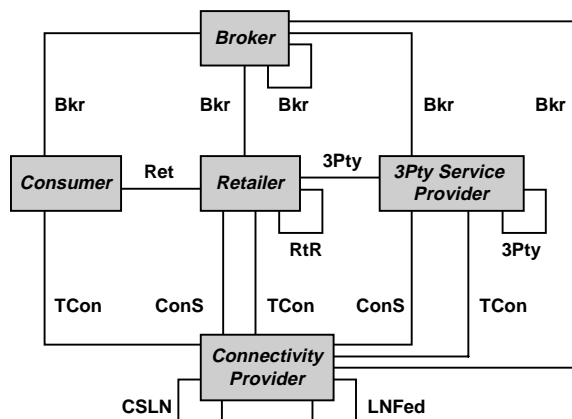 Broker
Bkr Bkr Bkr Bkr Bkr
Consumer
Ret
Retailer
3Pty
3Pty Service
Provider
RtR
3Pty
TCon ConS TCon ConS TCon
Connectivity
Provider
CSLN
LNFed